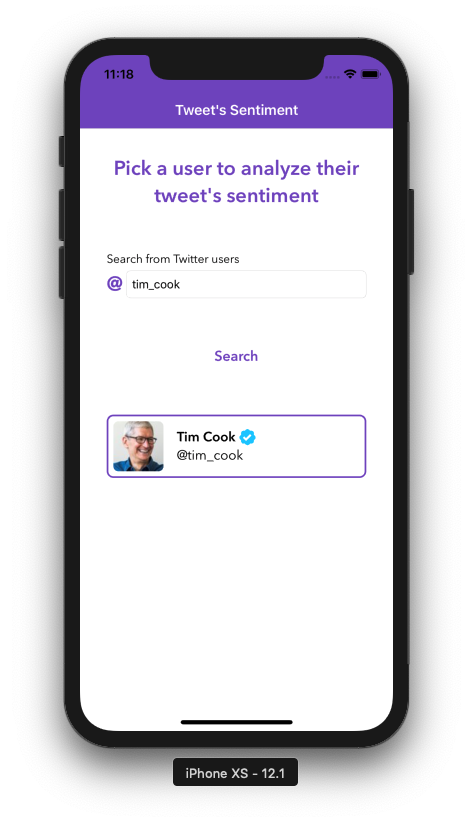 11:18
Tweet's Sentiment
Pick a user to analyze their
tweet's sentiment
Search from Twitter users
@ tim_cook
Search
Tim Cook
@tim_cook
iPhone XS - 12.1